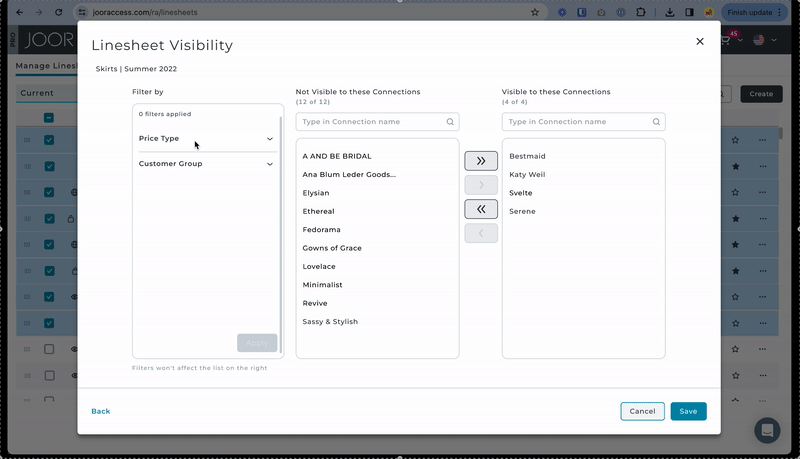 jooraccess.com/ra/linesheets
Finish update
PRO
JOOR
45
Manage Lines
Current
Create
Linesheet Visibility
Skirts | Summer 2022
Filter by
0 filters applied
Price Type
Customer Group
Apply
Filters won't affect the list on the right
Not Visible to these Connections
(12 of 12)
Type in Connection name
A AND BE BRIDAL
Ana Blum Leder Goods...
Elysian
Ethereal
Fedorama
Gowns of Grace
Lovelace
Minimalist
Revive
Sassy & Stylish
Visible to these Connections
(4 of 4)
Type in Connection name
Bestmaid
Katy Weil
Svelte
Serene
Back
Cancel
Save